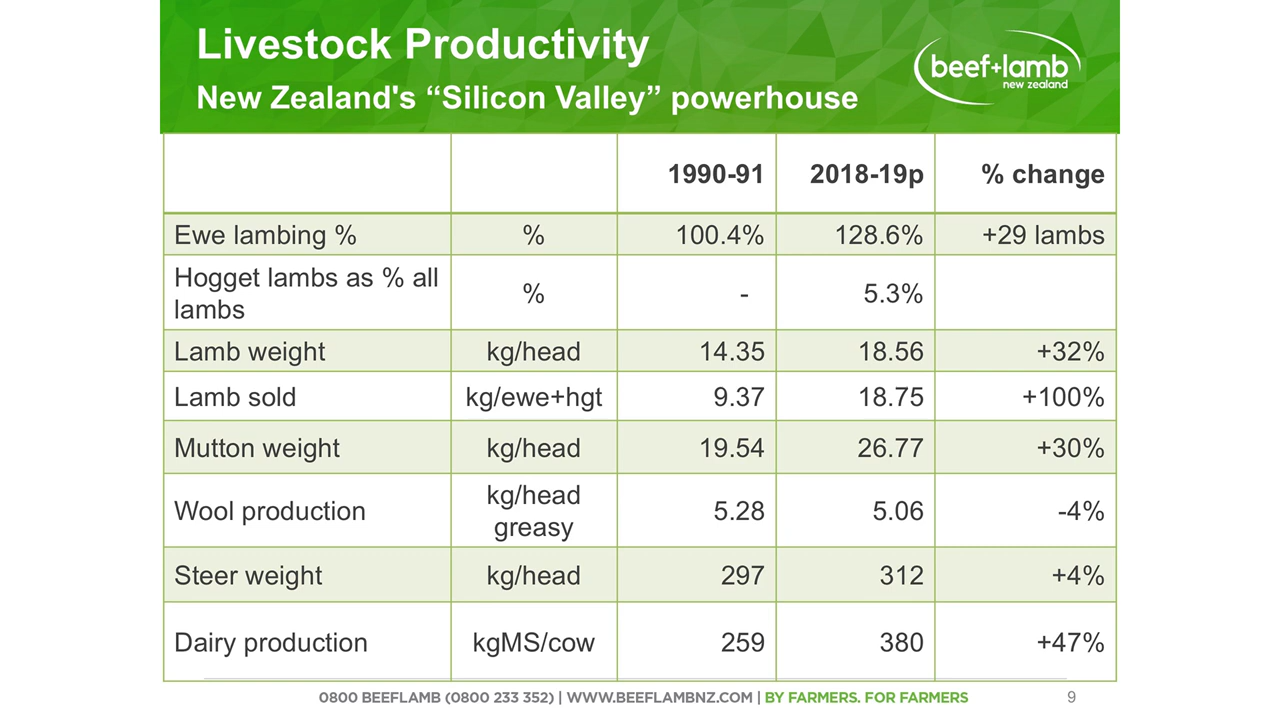 Livestock Productivity
New Zealand's “Silicon Valley” powerhouse
beef+lamb
new zealand
1990-91 2018-19p % change
Ewe lambing % % 100.4% 128.6% +29 lambs
Hogget lambs as % all
lambs % - 5.3%
Lamb weight kg/head 14.35 18.56 +32%
Lamb sold kg/ewe+hgt 9.37 18.75 +100%
Mutton weight kg/head 19.54 26.77 +30%
Wool production kg/head
greasy 5.28 5.06 -4%
Steer weight kg/head 297 312 +4%
Dairy production kgMS/cow 259 380 +47%
0800 BEEFLAMB (0800 233 352) | WWW.BEEFLAMBNZ.COM | BY FARMERS. FOR FARMERS 9